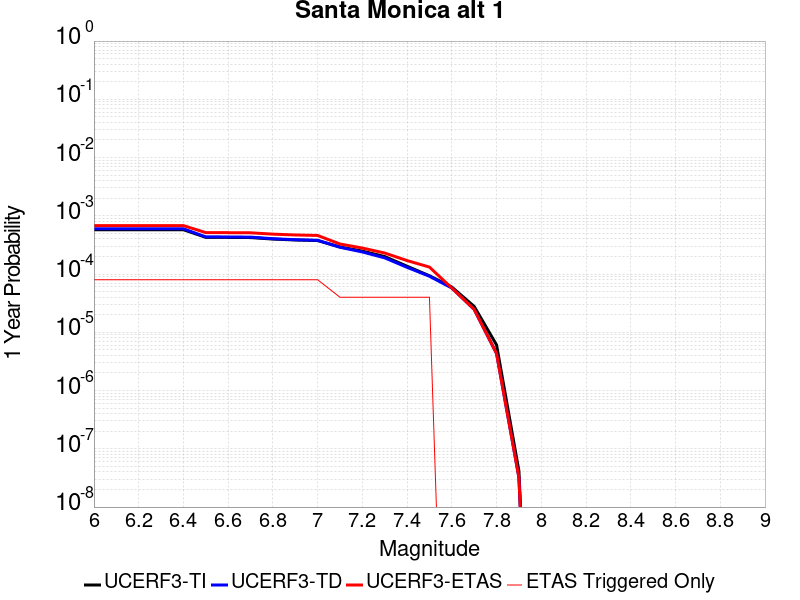 Santa Monica alt 1
1 Year Probability
10^0
10^-1
10^-2
10^-3
10^-4
10^-5
10^-6
10^-7
10^-8
6 6.2 6.4 6.6 6.8 7 7.2 7.4 7.6 7.8 8 8.2 8.4 8.6 8.8 9
Magnitude
UCERF3-TI UCERF3-TD UCERF3-ETAS ETAS Triggered Only